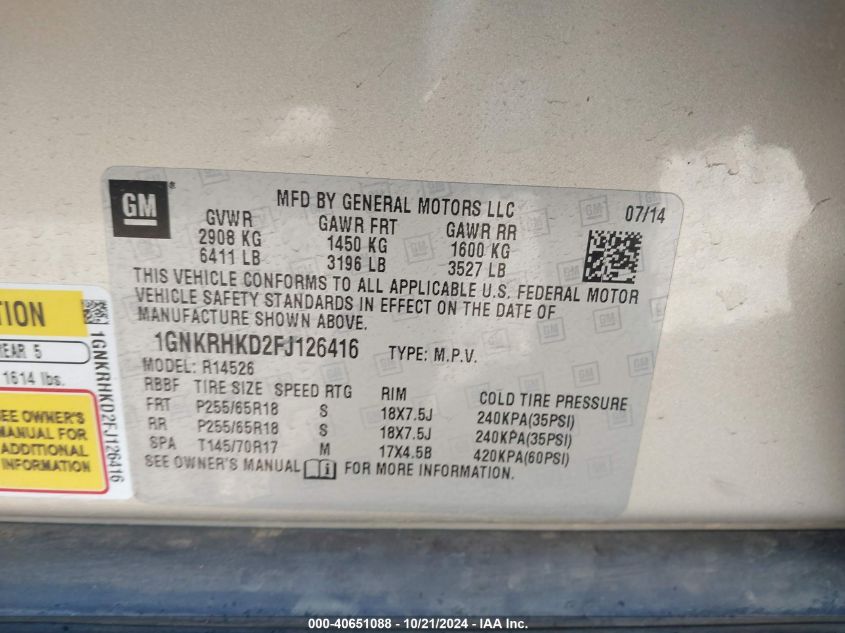 GM
®
MFD BY GENERAL MOTORS LLC
07/14
GVWR GAWR FRT GAWR RR
2908 KG 1450 KG 1600 KG
6411 LB 3196 LB 3527 LB
THIS VEHICLE CONFORMS TO ALL APPLICABLE U.S. FEDERAL MOTOR
VEHICLE SAFETY STANDARDS IN EFFECT ON THE DATE OF
MANUFACTURE SHOWN ABOVE.
1GNKRHKD2FJ126416 TYPE: M.P.V.
MODEL: R14526
RBBF TIRE SIZE SPEED RTG RIM COLD TIRE PRESSURE
FRT P255/65R18 S 18X7.5J 240KPA(35PSI)
RR P255/65R18 S 18X7.5J 240KPA(35PSI)
SPA T145/70R17 M 17X4.5B 420KPA(60PSI)
SEE OWNER'S MANUAL i FOR MORE INFORMATION.
TION
EAR 5
1614 lbs.
SEE OWNER'S
MANUAL FOR
ADDITIONAL
INFORMATION
1GNKRHKD2FJ126416
000-40651088 - 10/21/2024 - IAA Inc.